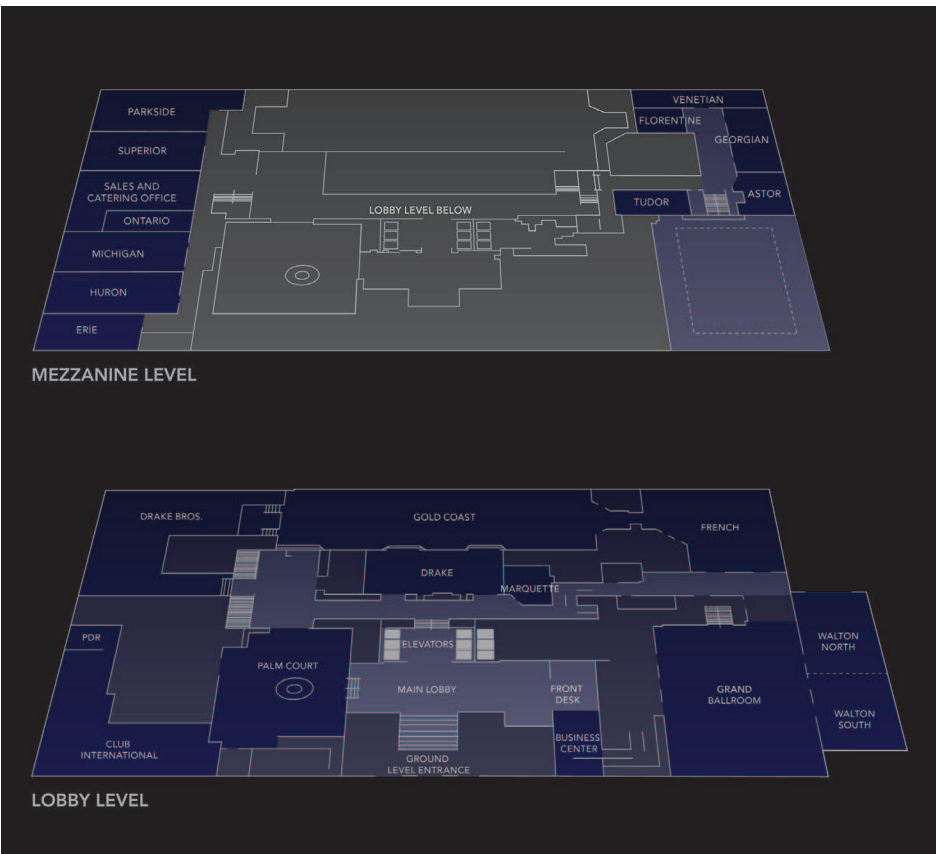 PARKSIDE
SUPERIOR
SALES AND
CATERING OFFICE
ONTARIO
MICHIGAN
HURON
ERIE
LOBBY LEVEL BELOW
VENETIAN
FLORENTINE
GEORGIAN
TUDOR
ASTOR
MEZZANINE LEVEL
DRAKE BROS.
GOLD COAST
FRENCH
DRAKE
MARQUETTE
PDR
ELEVATORS
PALM COURT
MAIN LOBBY
FRONT
DESK
GRAND
BALLROOM
WALTON
NORTH
WALTON
SOUTH
CLUB
INTERNATIONAL
BUSINESS
CENTER
GROUND
LEVEL ENTRANCE
LOBBY LEVEL